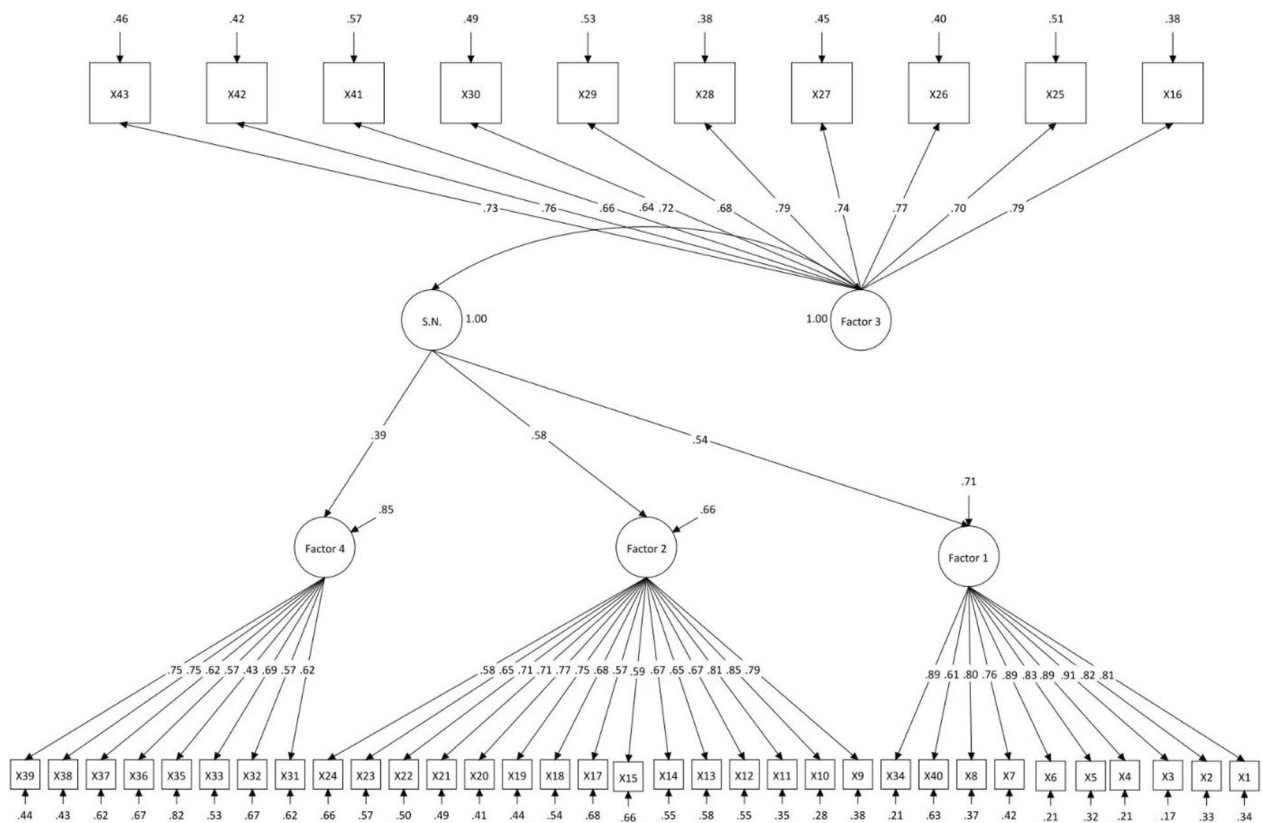 .46 .42 .57 .49 .53 .38 .45 .40 .51 .38
X43 X42 X41 X30 X29 X28 X27 X26 X25 X16
.73 .76 .66 .64 .72 .68 .79 .74 .77 .70 .79
S.N. 1.00 1.00 Factor 3
.39 .58 .54
.71
.85 .66
Factor 4 Factor 2 Factor 1
.75 .75 .62 .57 .43 .69 .57 .62 .58 .65 .71 .71 .77 .75 .68 .57 .59 .67 .65 .67 .81 .85 .79 .89 .61 .80 .76 .89 .83 .89 .91 .82 .81
X39 X38 X37 X36 X35 X33 X32 X31 X24 X23 X22 X21 X20 X19 X18 X17 X15 X14 X13 X12 X11 X10 X9 X34 X40 X8 X7 X6 X5 X4 X3 X2 X1
.44 .43 .62 .67 .82 .53 .67 .62 .66 .57 .50 .49 .41 .44 .54 .68 .66 .55 .58 .55 .35 .28 .38 .21 .63 .37 .42 .21 .32 .21 .17 .33 .34